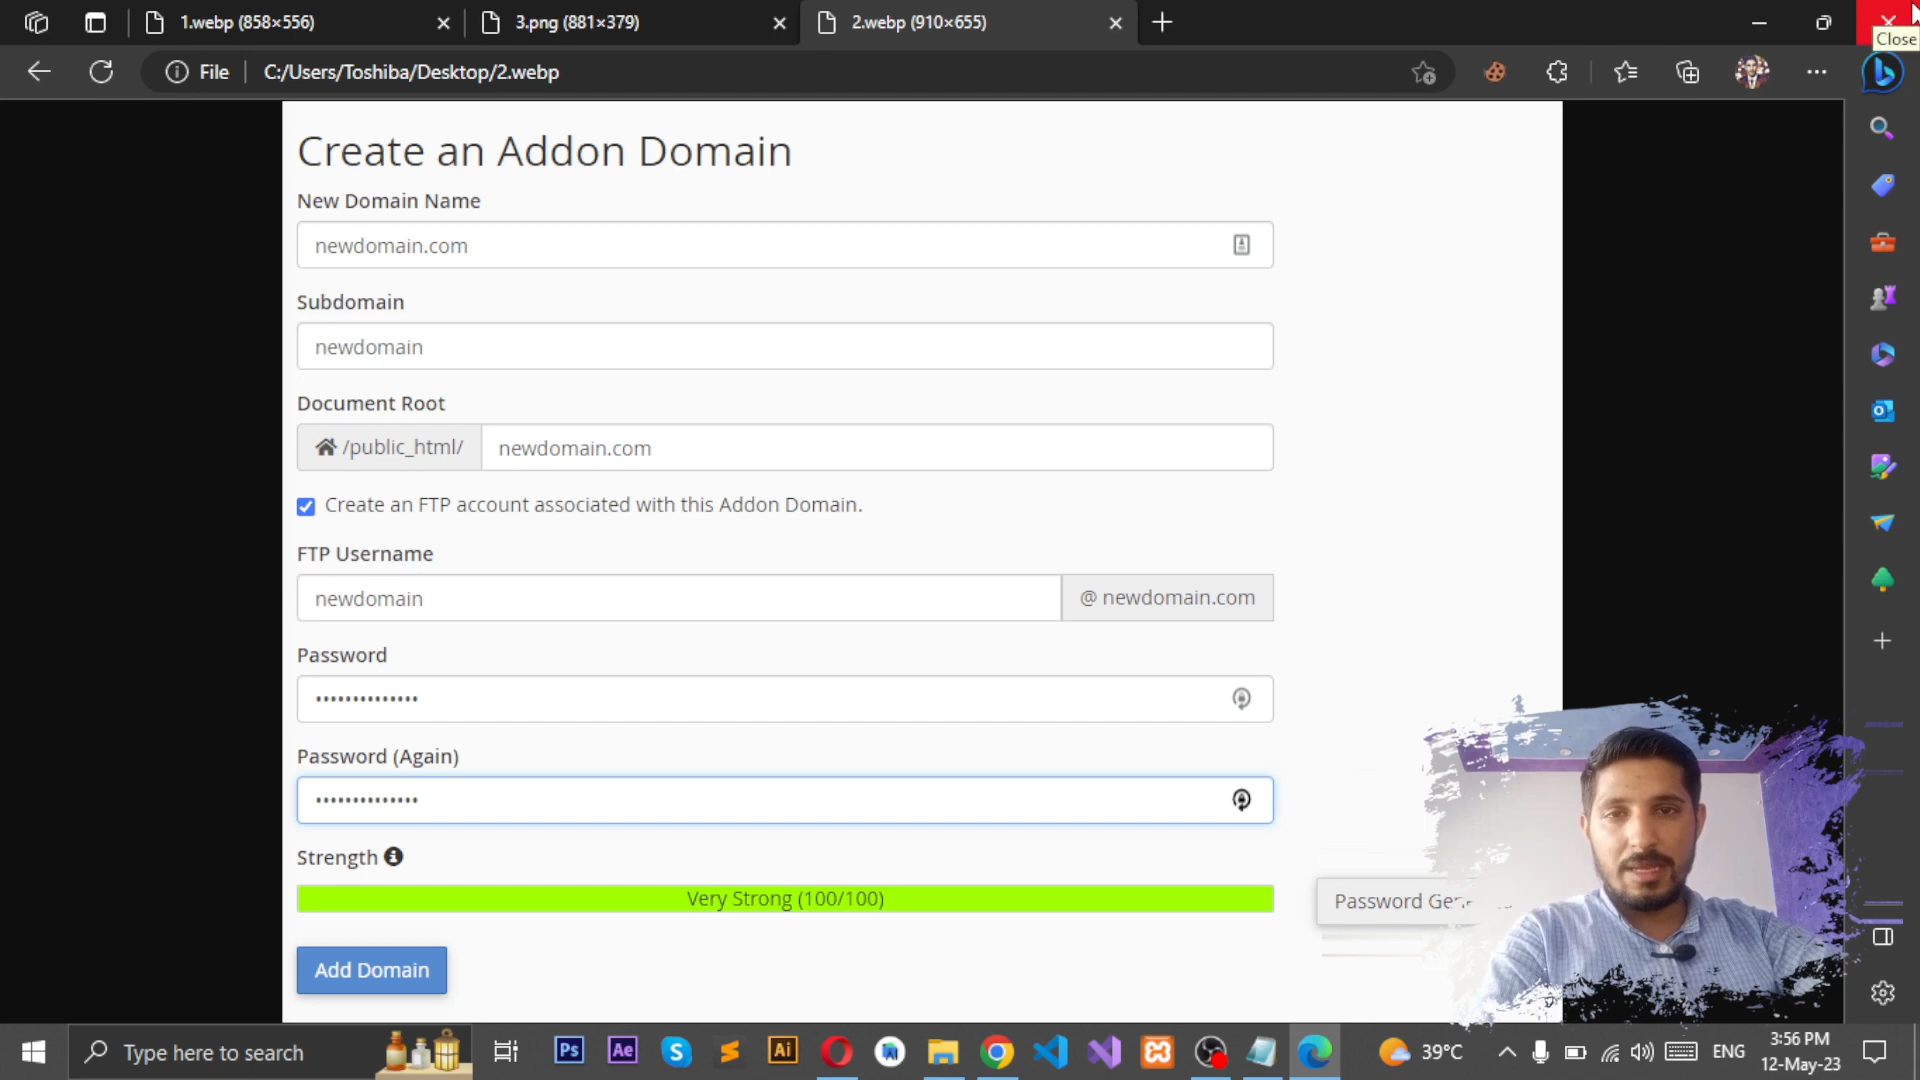 1.webp (858×556)
3.png (881×379)
2.webp (910×655)
Close
File
C:/Users/Toshiba/Desktop/2.webp
Create an Addon Domain
New Domain Name
newdomain.com
Subdomain
newdomain
Document Root
/public_html/
newdomain.com
Create an FTP account associated with this Addon Domain.
FTP Username
newdomain
@ newdomain.com
Password
••••••••••••••
Password (Again)
••••••••••••••
Strength
Very Strong (100/100)
Password
Add Domain
Type here to search
Ps
Ae
Ai
39°C
ENG
3:56 PM
12-May-23